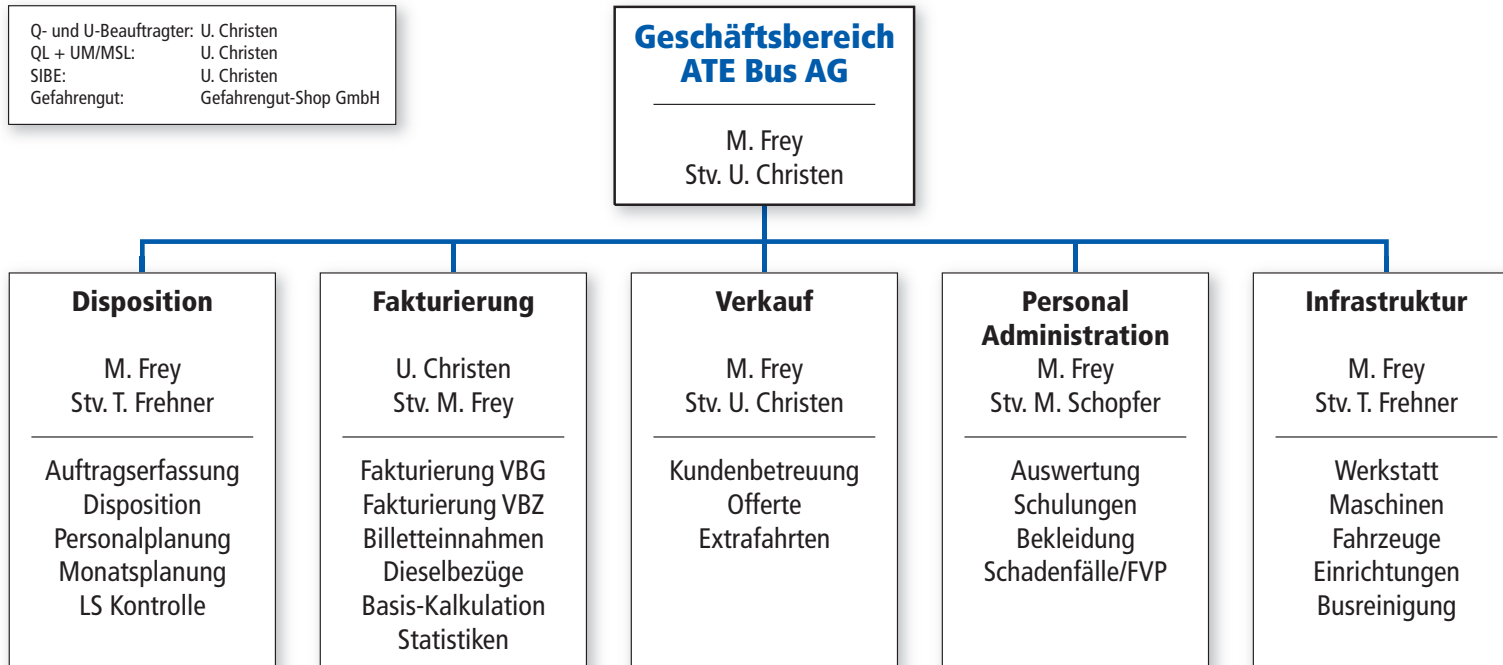 Q- und U-Beauftragter: U. Christen
QL + UM/MSL: U. Christen
SIBE: U. Christen
Gefahrengut: Gefahrengut-Shop GmbH
Geschäftsbereich
ATE Bus AG
M. Frey
Stv. U. Christen
Disposition
M. Frey
Stv. T. Frehner
Auftragserfassung
Disposition
Personalplanung
Monatsplanung
LS Kontrolle
Fakturierung
U. Christen
Stv. M. Frey
Fakturierung VBG
Fakturierung VBZ
Billetteinnahmen
Dieselbezüge
Basis-Kalkulation
Statistiken
Verkauf
M. Frey
Stv. U. Christen
Kundenbetreuung
Offerte
Extrafahrten
Personal
Administration
M. Frey
Stv. M. Schopfer
Auswertung
Schulungen
Bekleidung
Schadenfälle/FVP
Infrastruktur
M. Frey
Stv. T. Frehner
Werkstatt
Maschinen
Fahrzeuge
Einrichtungen
Busreinigung